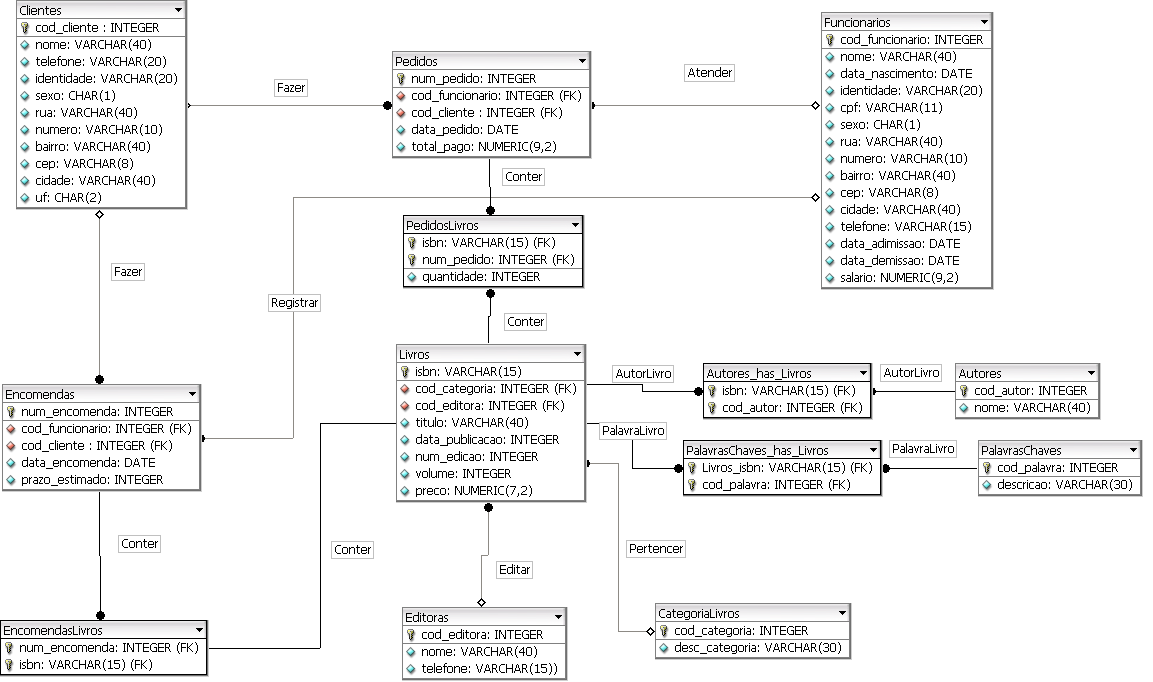 Clientes
cod_cliente : INTEGER
nome: VARCHAR(40)
telefone: VARCHAR(20)
identidade: VARCHAR(20)
sexo: CHAR(1)
rua: VARCHAR(40)
numero: VARCHAR(10)
bairro: VARCHAR(40)
cep: VARCHAR(8)
cidade: VARCHAR(40)
uf: CHAR(2)
Fazer
Pedidos
num_pedido: INTEGER
cod_funcionario: INTEGER (FK)
cod_cliente : INTEGER (FK)
data_pedido: DATE
total_pago: NUMERIC(9,2)
Atender
Funcionarios
cod_funcionario: INTEGER
nome: VARCHAR(40)
data_nascimento: DATE
identidade: VARCHAR(20)
cpf: VARCHAR(11)
sexo: CHAR(1)
rua: VARCHAR(40)
numero: VARCHAR(10)
bairro: VARCHAR(40)
cep: VARCHAR(8)
cidade: VARCHAR(40)
telefone: VARCHAR(15)
data_adimissao: DATE
data_demissao: DATE
salario: NUMERIC(9,2)
Conter
PedidosLivros
isbn: VARCHAR(15) (FK)
num_pedido: INTEGER (FK)
quantidade: INTEGER
Fazer
Registrar
Conter
Livros
isbn: VARCHAR(15)
cod_categoria: INTEGER (FK)
cod_editora: INTEGER (FK)
titulo: VARCHAR(40)
data_publicacao: INTEGER
num_edicao: INTEGER
volume: INTEGER
preco: NUMERIC(7,2)
AutorLivro
Autores_has_Livros
isbn: VARCHAR(15) (FK)
cod_autor: INTEGER (FK)
AutorLivro
Autores
cod_autor: INTEGER
nome: VARCHAR(40)
Encomendas
num_encomenda: INTEGER
cod_funcionario: INTEGER (FK)
cod_cliente : INTEGER (FK)
data_encomenda: DATE
prazo_estimado: INTEGER
PalavraLivro
PalavrasChaves_has_Livros
Livros_isbn: VARCHAR(15) (FK)
cod_palavra: INTEGER (FK)
PalavraLivro
PalavrasChaves
cod_palavra: INTEGER
descricao: VARCHAR(30)
Conter
Conter
Editar
Pertencer
EncomendasLivros
num_encomenda: INTEGER (FK)
isbn: VARCHAR(15) (FK)
Editoras
cod_editora: INTEGER
nome: VARCHAR(40)
telefone: VARCHAR(15))
CategoriaLivros
cod_categoria: INTEGER
desc_categoria: VARCHAR(30)